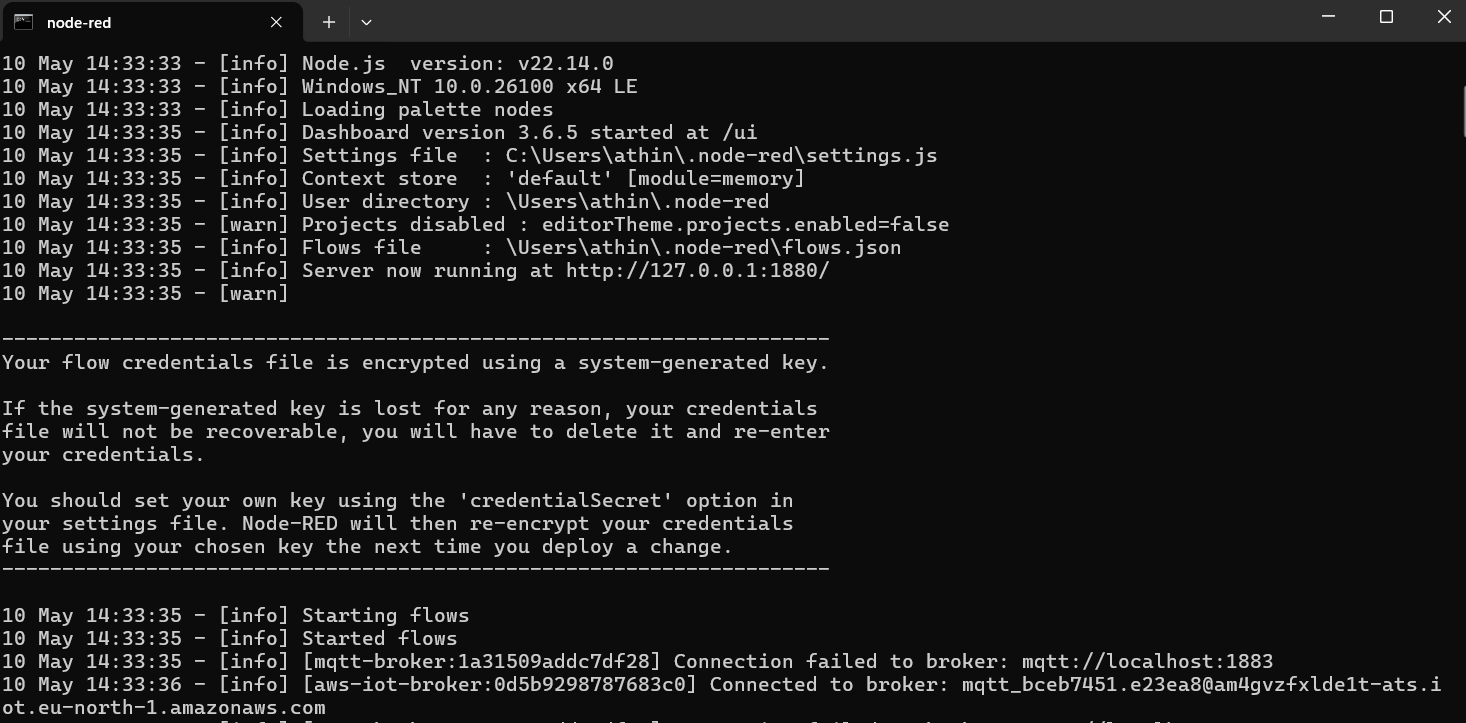 node-red
10 May 14:33:33 - [info] Node.js  version: v22.14.0
10 May 14:33:33 - [info] Windows_NT 10.0.26100 x64 LE
10 May 14:33:33 - [info] Loading palette nodes
10 May 14:33:35 - [info] Dashboard version 3.6.5 started at /ui
10 May 14:33:35 - [info] Settings file  : C:\Users\athin\.node-red\settings.js
10 May 14:33:35 - [info] Context store  : 'default' [module=memory]
10 May 14:33:35 - [info] User directory : \Users\athin\.node-red
10 May 14:33:35 - [warn] Projects disabled : editorTheme.projects.enabled=false
10 May 14:33:35 - [info] Flows file     : \Users\athin\.node-red\flows.json
10 May 14:33:35 - [info] Server now running at http://127.0.0.1:1880/
10 May 14:33:35 - [warn]
---------------------------------------------------------------------
Your flow credentials file is encrypted using a system-generated key.
If the system-generated key is lost for any reason, your credentials
file will not be recoverable, you will have to delete it and re-enter
your credentials.
You should set your own key using the 'credentialSecret' option in
your settings file. Node-RED will then re-encrypt your credentials
file using your chosen key the next time you deploy a change.
---------------------------------------------------------------------
10 May 14:33:35 - [info] Starting flows
10 May 14:33:35 - [info] Started flows
10 May 14:33:35 - [info] [mqtt-broker:1a31509addc7df28] Connection failed to broker: mqtt://localhost:1883
10 May 14:33:36 - [info] [aws-iot-broker:0d5b9298787683c0] Connected to broker: mqtt_bceb7451.e23ea8@am4gvzfxlde1t-ats.i
ot.eu-north-1.amazonaws.com